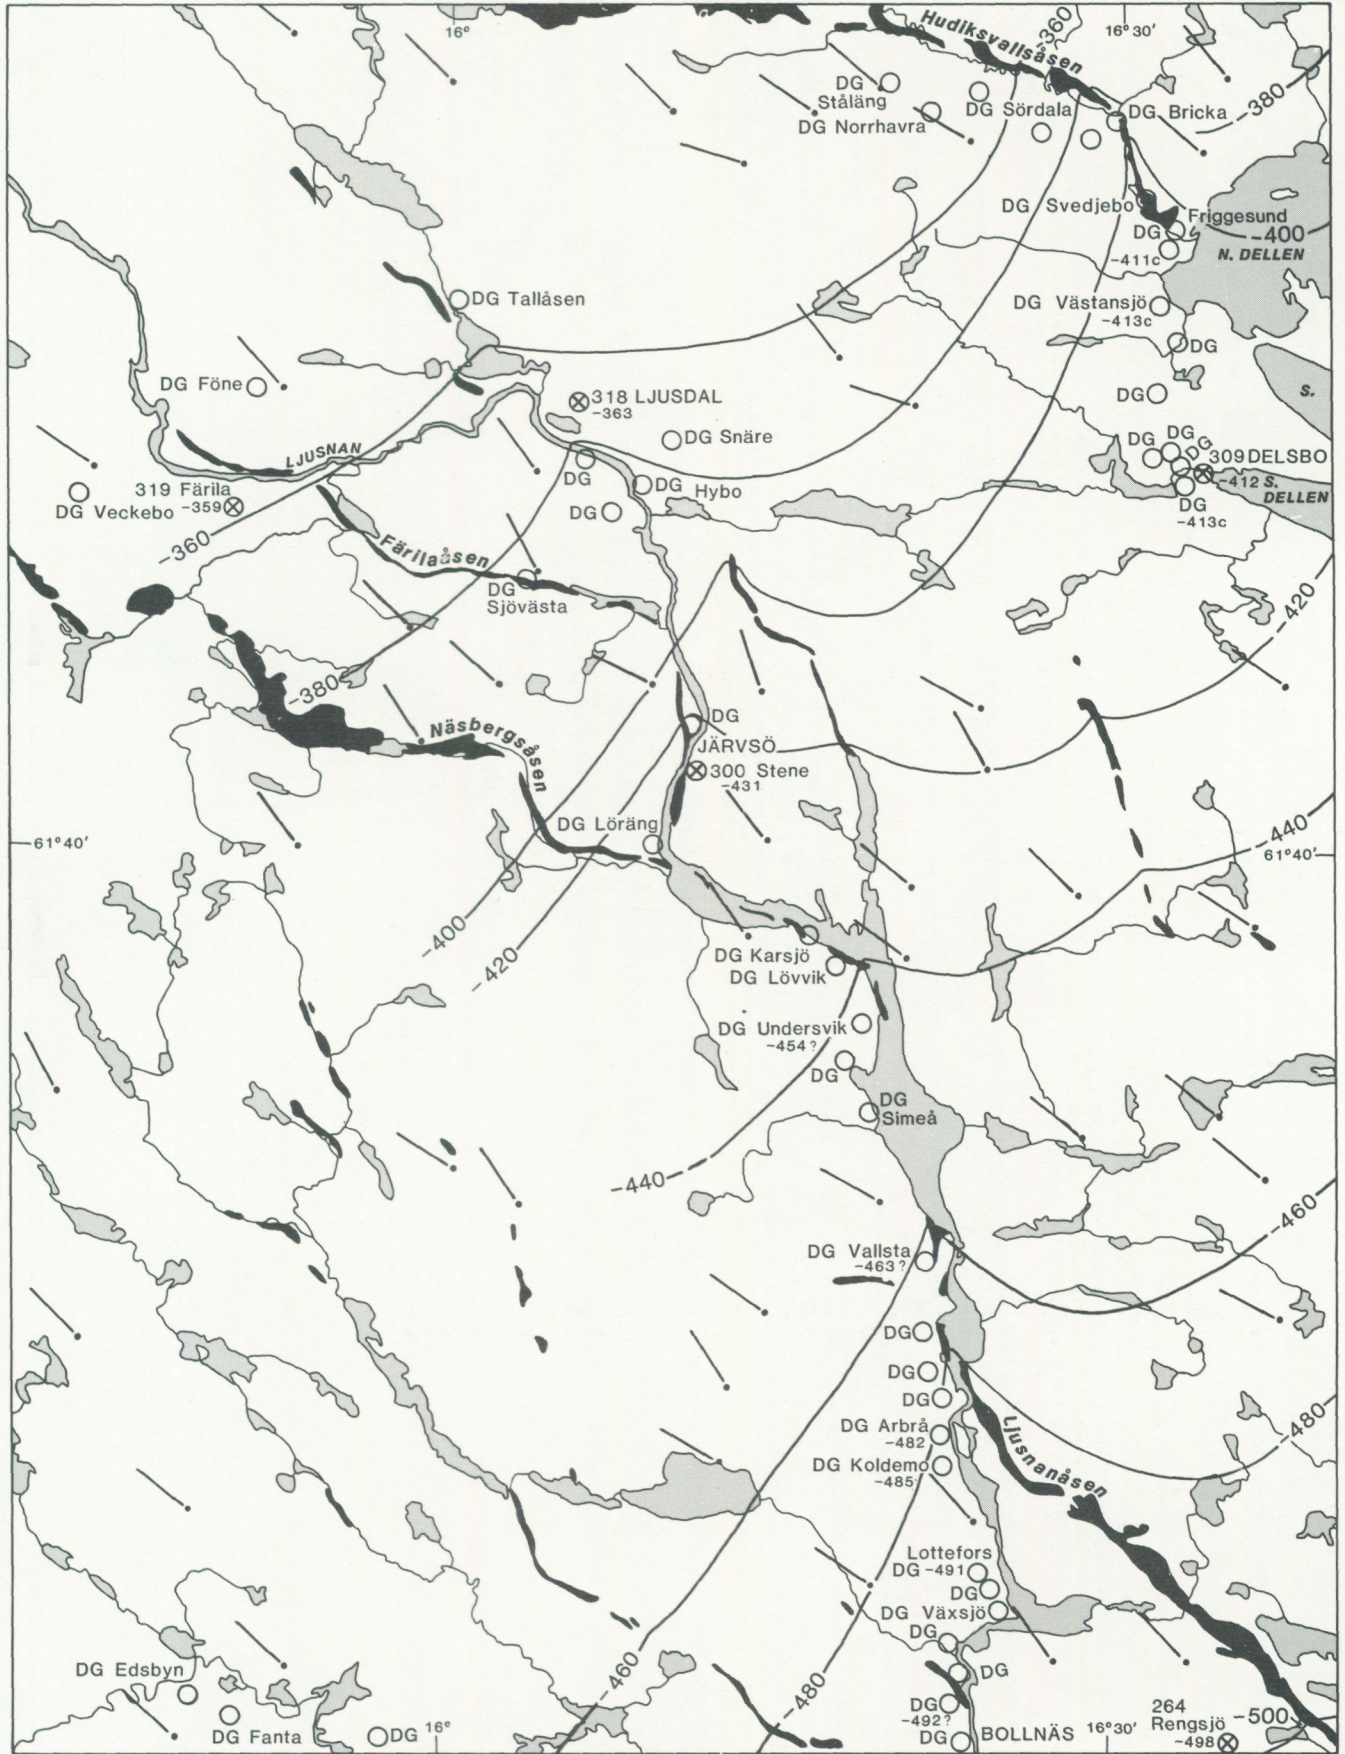 16°
Hudiksvallsåsen
-360
16°30'
-380
DG
Ståläng
DG Norrhavra
DG Sördala
DG Bricka
DG Svedjebo
Friggesund
DG
-400
-411c
N. DELLEN
DG Tallåsen
DG Västansjö
-413c
DG
DG Föne
318 LJUSDAL
-363
DG
S.
DG Snäre
LJUSNAN
DG
DG
DG
309 DELSBO
-412
S.
DELLEN
DG
-413c
319 Färila
-359
DG Veckebo
DG
DG Hybo
DG
-360
Färilaåsen
DG
Sjövästa
-420
-380
Näsbergsåsen
DG
JÄRVSÖ
300 Stene
-431
DG Löräng
61°40'
-440
61°40'
-400
-420
DG Karsjö
DG Lövvik
DG Undersvik
-454?
DG
DG
Simeå
-440
-460
DG Vallsta
-463?
DG
DG
DG
DG Arbrå
-482
DG Koldemo
-485
Ljusnanåsen
-480
Lottefors
DG -491
DG
DG Växsjö
DG
DG
DG
-492?
DG
BOLLNÄS
16°30'
264
Rengsjö
-498
-500
DG Edsbyn
DG Fanta
DG
16°
-460
-480